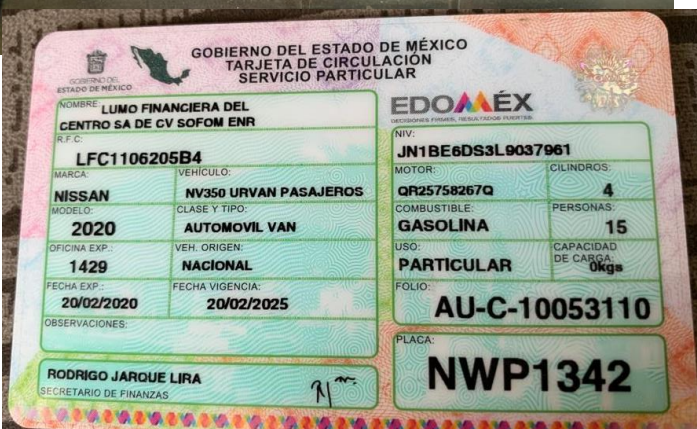 GOBIERNO DEL
ESTADO DE MÉXICO
GOBIERNO DEL ESTADO DE MÉXICO
TARJETA DE CIRCULACIÓN
SERVICIO PARTICULAR
NOMBRE: LUMO FINANCIERA DEL
CENTRO SA DE CV SOFOM ENR
R.F.C:
LFC1106205B4
MARCA: VEHÍCULO:
NISSAN NV350 URVAN PASAJEROS
MODELO: CLASE Y TIPO:
2020 AUTOMOVIL VAN
OFICINA EXP.: VEH. ORIGEN:
1429 NACIONAL
FECHA EXP.: FECHA VIGENCIA:
20/02/2020 20/02/2025
OBSERVACIONES:
RODRIGO JARQUE LIRA
SECRETARIO DE FINANZAS
EDOMÉX
DECISIONES FIRMES, RESULTADOS FUERTES.
NIV:
JN1BE6DS3L9037961
MOTOR: CILINDROS:
QR25758267Q 4
COMBUSTIBLE: PERSONAS:
GASOLINA 15
USO: CAPACIDAD
DE CARGA:
PARTICULAR 0kgs
FOLIO:
AU-C-10053110
PLACA:
NWP1342